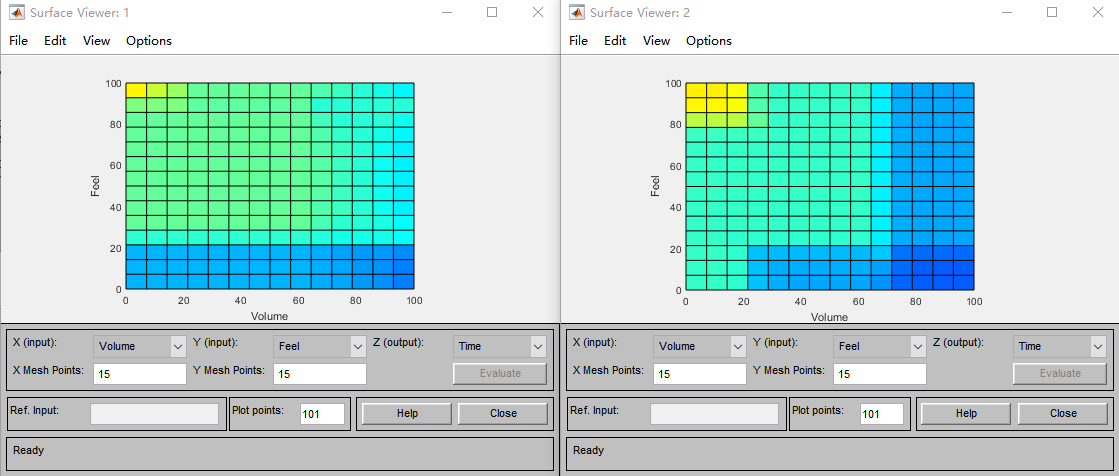 Surface Viewer: 1
File Edit View Options
100
80
60
40
20
0
Feel
0 20 40 60 80 100
Volume
X (input): Volume Y (input): Feel Z (output): Time
X Mesh Points: 15 Y Mesh Points: 15 Evaluate
Ref. Input: Plot points: 101 Help Close
Ready
Surface Viewer: 2
File Edit View Options
100
80
60
40
20
0
Feel
0 20 40 60 80 100
Volume
X (input): Volume Y (input): Feel Z (output): Time
X Mesh Points: 15 Y Mesh Points: 15 Evaluate
Ref. Input: Plot points: 101 Help Close
Ready